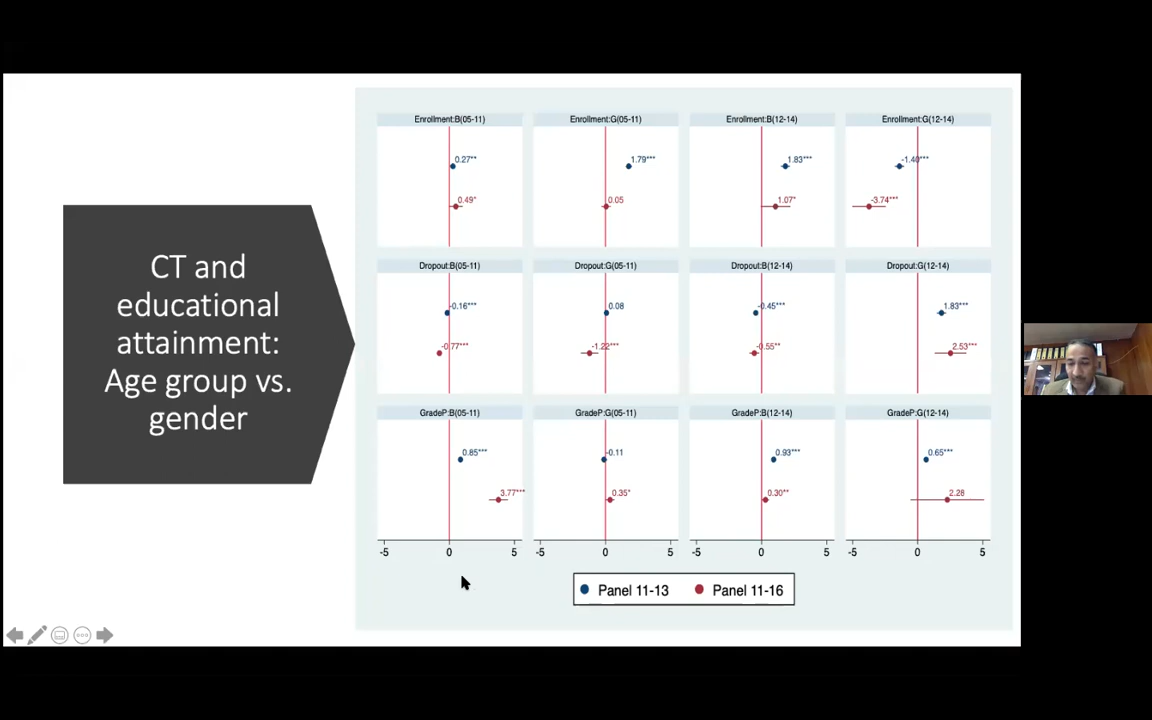 CT and
educational
attainment:
Age group vs.
gender
Enrollment:B(05-11)
0.27**
0.49*
Enrollment:G(05-11)
1.79***
0.05
Enrollment:B(12-14)
1.83***
1.07*
Enrollment:G(12-14)
-1.40***
-3.74***
Dropout:B(05-11)
-0.16***
-0.77***
Dropout:G(05-11)
0.08
-1.22***
Dropout:B(12-14)
-0.45***
-0.55**
Dropout:G(12-14)
1.83***
2.53***
GradeP:B(05-11)
0.85***
3.77***
GradeP:G(05-11)
-0.11
0.35*
GradeP:B(12-14)
0.93***
0.30**
GradeP:G(12-14)
0.65***
2.28
-5 0 5
-5 0 5
-5 0 5
-5 0 5
Panel 11-13
Panel 11-16